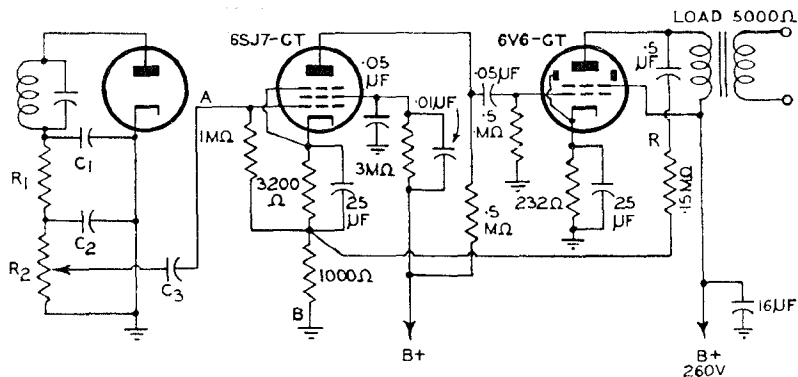 LOAD 5000Ω
6SJ7-GT
6V6-GT
.05
μF
.5
μF
A
.05μF
.01μF
.5
MΩ
C1
1MΩ
3MΩ
R
R1
3200
Ω
25
μF
232Ω
25
μF
.15MΩ
C2
.5
MΩ
R2
C3
1000Ω
B
16μF
B+
B+
260V